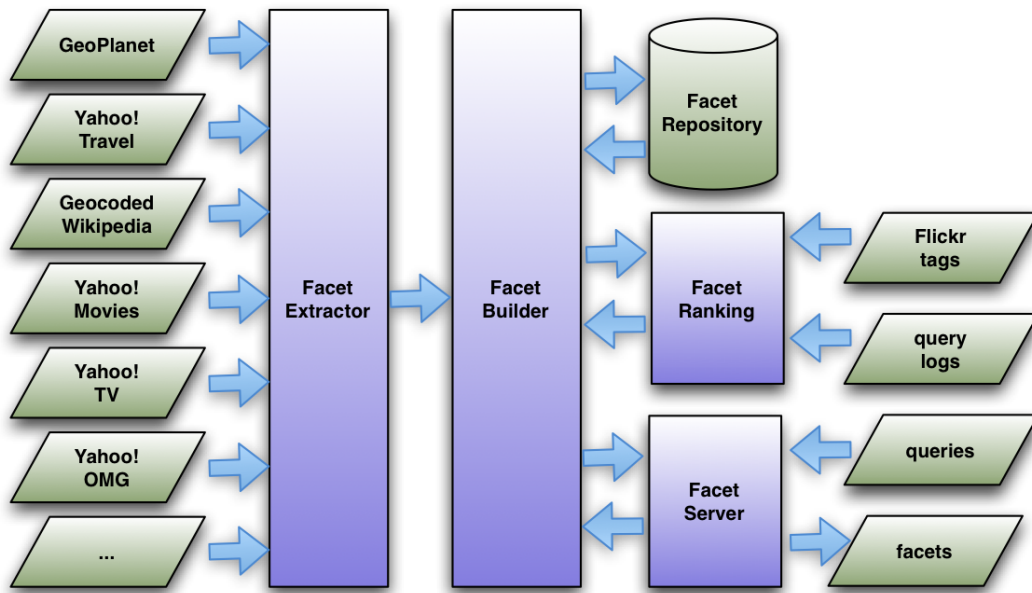 GeoPlanet
Yahoo!
Travel
Geocoded
Wikipedia
Yahoo!
Movies
Yahoo!
TV
Yahoo!
OMG
...
Facet
Extractor
Facet
Builder
Facet
Repository
Facet
Ranking
Facet
Server
Flickr
tags
query
logs
queries
facets